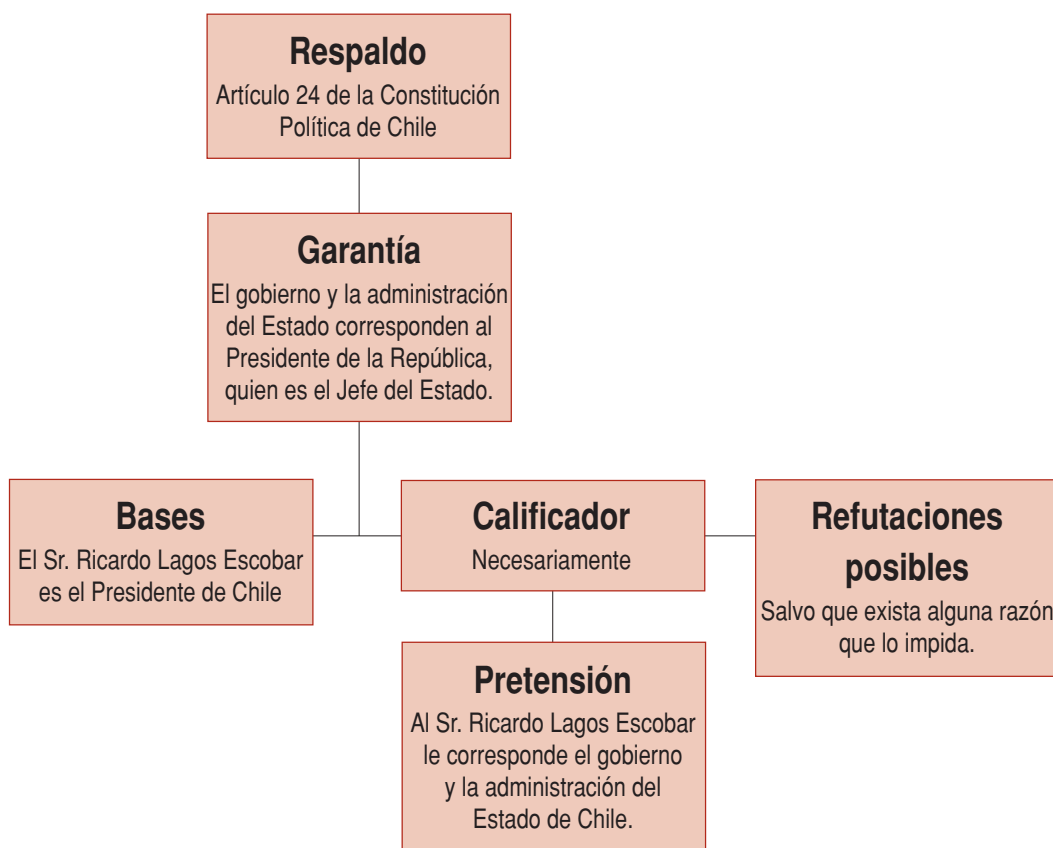 Respaldo
Artículo 24 de la Constitución
Política de Chile
Garantía
El gobierno y la administración
del Estado corresponden al
Presidente de la República,
quien es el Jefe del Estado.
Bases
El Sr. Ricardo Lagos Escobar
es el Presidente de Chile
Calificador
Necesariamente
Refutaciones
posibles
Salvo que exista alguna razón
que lo impida.
Pretensión
Al Sr. Ricardo Lagos Escobar
le corresponde el gobierno
y la administración del
Estado de Chile.